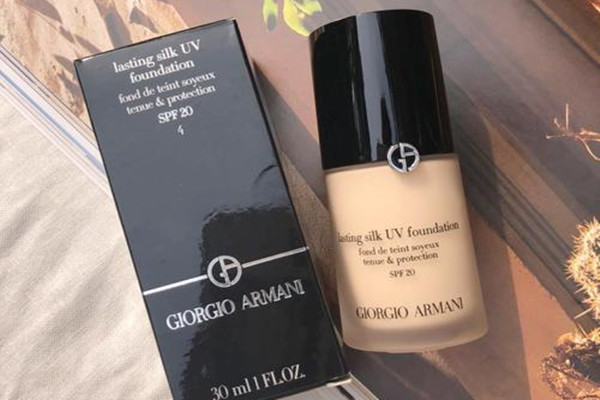 lasting silk UV
foundation
fond de teint soyeux
tenue & protection
SPF 20
4
GIORGIO ARMANI
30 ml 1 FL.OZ.
lasting silk UV foundation
fond de teint soyeux
tenue & protection
SPF 20
GIORGIO ARMANI